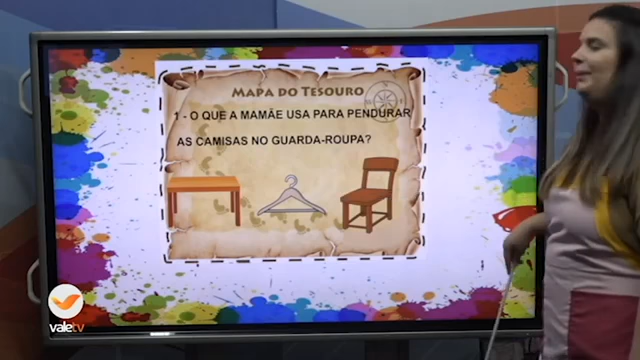 MAPA DO TESOURO
1 - O QUE A MAMÃE USA PARA PENDURAR
AS CAMISAS NO GUARDA-ROUPA?
valetv